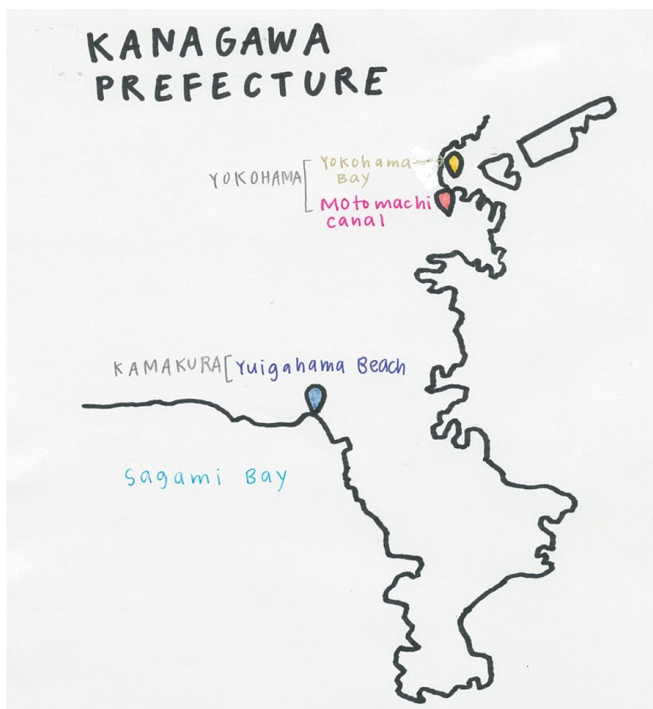 KANAGAWA
PREFECTURE
YOKOHAMA
Yokohama
BAY
Motomachi
canal
KAMAKURA
Yuigahama Beach
Sagami Bay